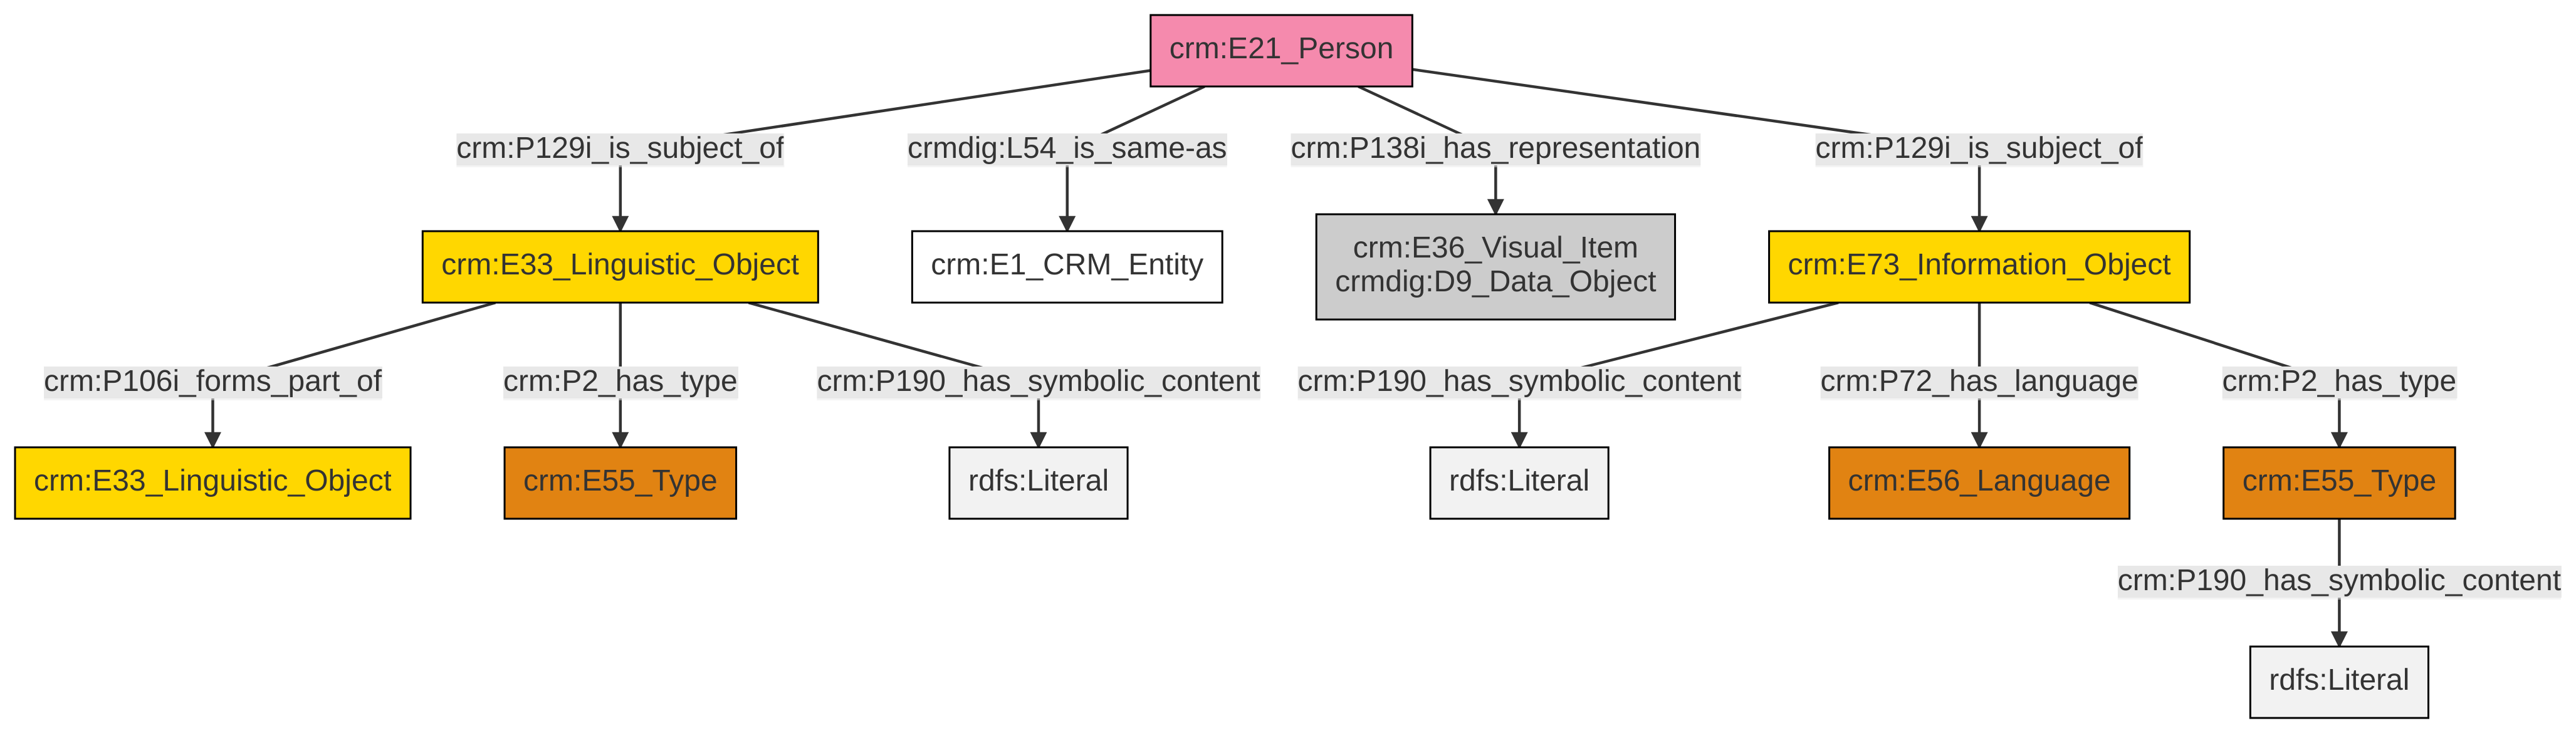 crm:E21_Person
crm:P129i_is_subject_of
crmdig:L54_is_same-as
crm:P138i_has_representation
crm:P129i_is_subject_of
crm:E33_Linguistic_Object
crm:E1_CRM_Entity
crm:E36_Visual_Item
crmdig:D9_Data_Object
crm:E73_Information_Object
crm:P106i_forms_part_of
crm:P2_has_type
crm:P190_has_symbolic_content
crm:P190_has_symbolic_content
crm:P72_has_language
crm:P2_has_type
crm:E33_Linguistic_Object
crm:E55_Type
rdfs:Literal
rdfs:Literal
crm:E56_Language
crm:E55_Type
crm:P190_has_symbolic_content
rdfs:Literal